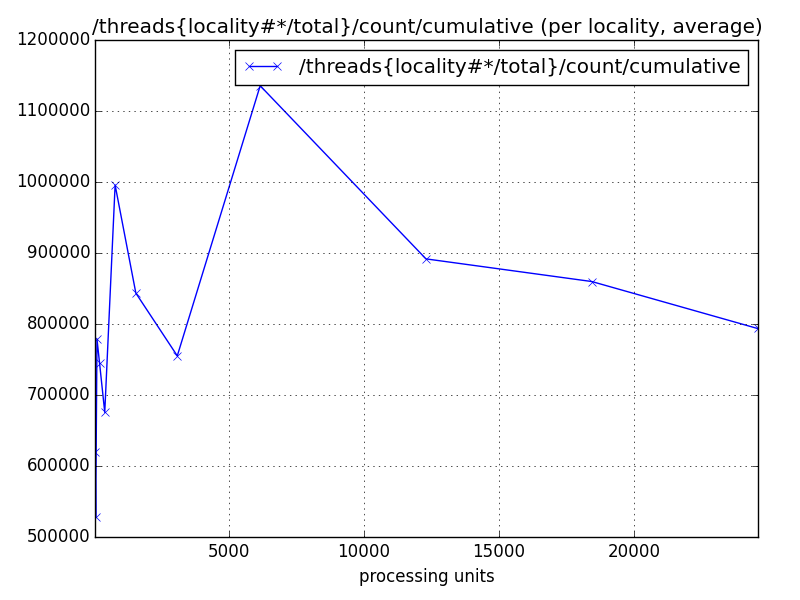 /threads{locality#*/total}/count/cumulative (per locality, average)
/threads{locality#*/total}/count/cumulative
1200000
1100000
1000000
900000
800000
700000
600000
500000
5000 10000 15000 20000
processing units